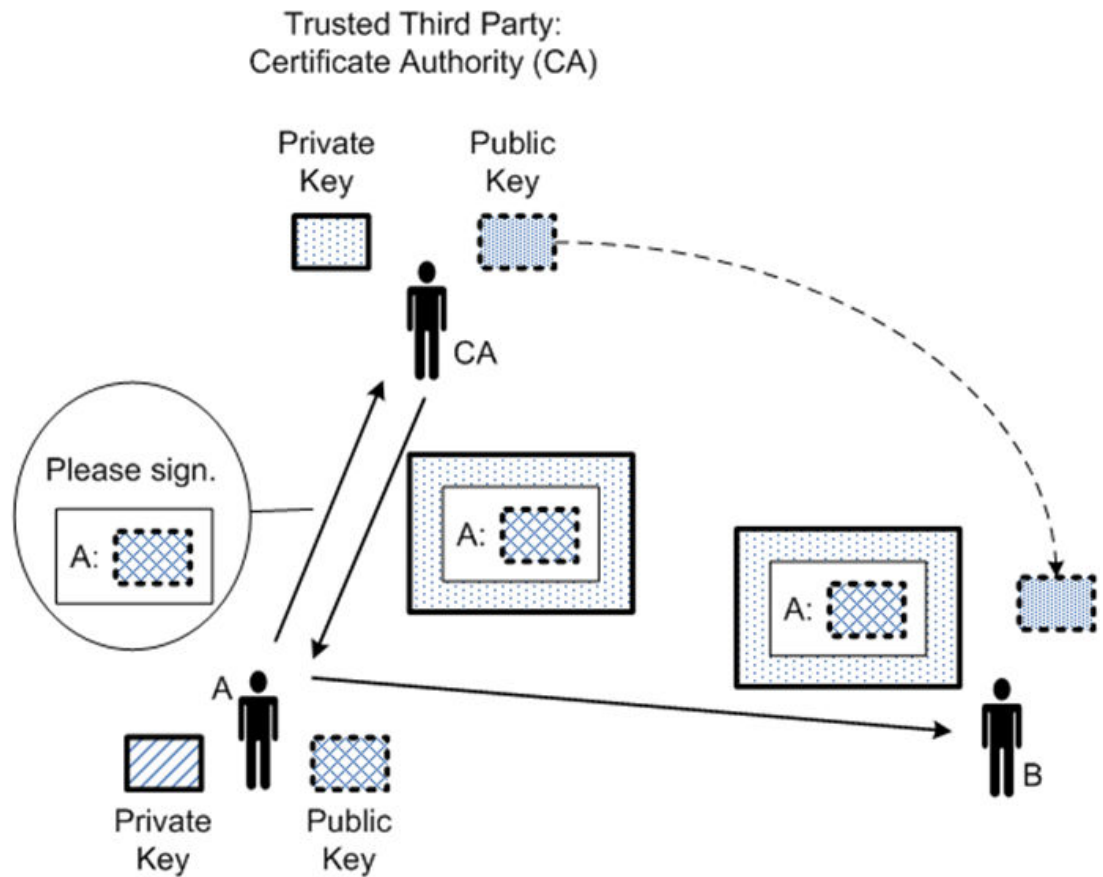 Trusted Third Party:
Certificate Authority (CA)
Private
Key
Public
Key
CA
Please sign.
A:
A:
A:
A
B
Private
Key
Public
Key